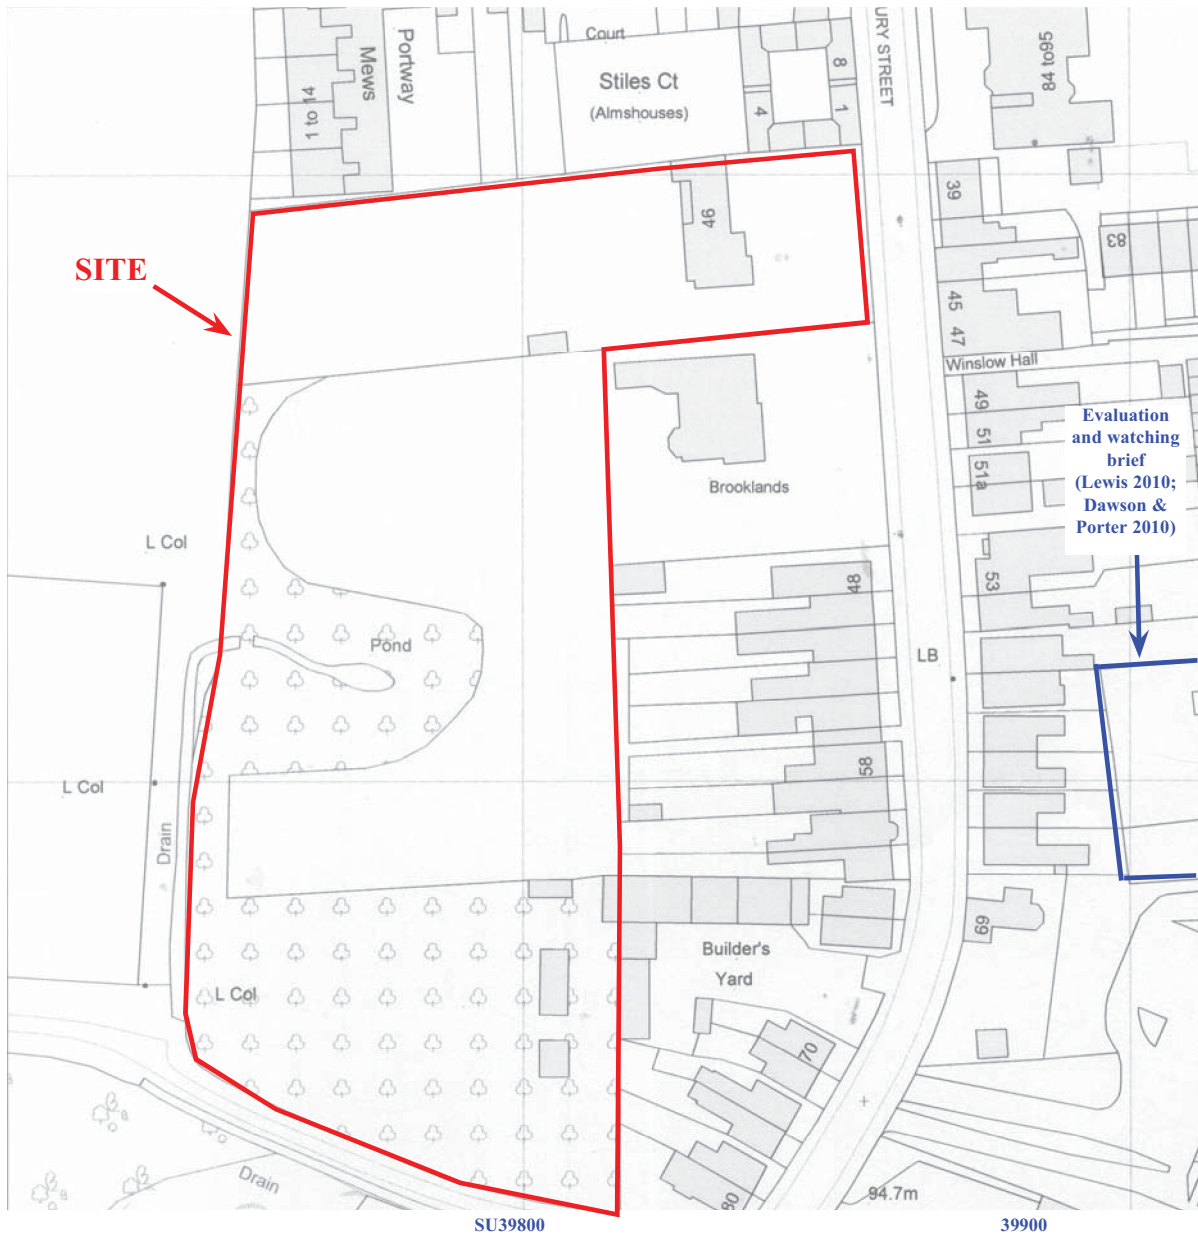 Court
Stiles Ct
(Almshouses)
Portway
Mews
1 to 14
8
4
1
URY STREET
84 to95
SITE
46
39
83
45
47
Winslow Hall
49
51
51a
Evaluation
and watching
brief
(Lewis 2010;
Dawson &
Porter 2010)
Brooklands
L Col
48
53
Pond
LB
L Col
58
Drain
69
Builder's
Yard
L Col
70
Drain
80
94.7m
SU39800
39900